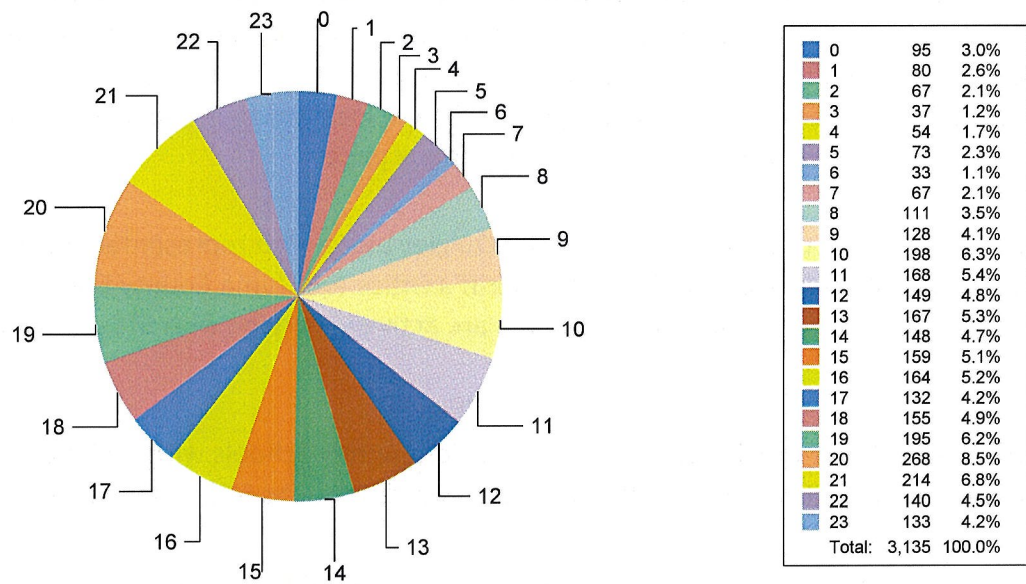 23 0
22 1
2
3
4
21 5
6
7
8
20
9
10
19
11
18
17 12
16 13
15 14
0 95 3.0%
1 80 2.6%
2 67 2.1%
3 37 1.2%
4 54 1.7%
5 73 2.3%
6 33 1.1%
7 67 2.1%
8 111 3.5%
9 128 4.1%
10 198 6.3%
11 168 5.4%
12 149 4.8%
13 167 5.3%
14 148 4.7%
15 159 5.1%
16 164 5.2%
17 132 4.2%
18 155 4.9%
19 195 6.2%
20 268 8.5%
21 214 6.8%
22 140 4.5%
23 133 4.2%
Total: 3,135 100.0%